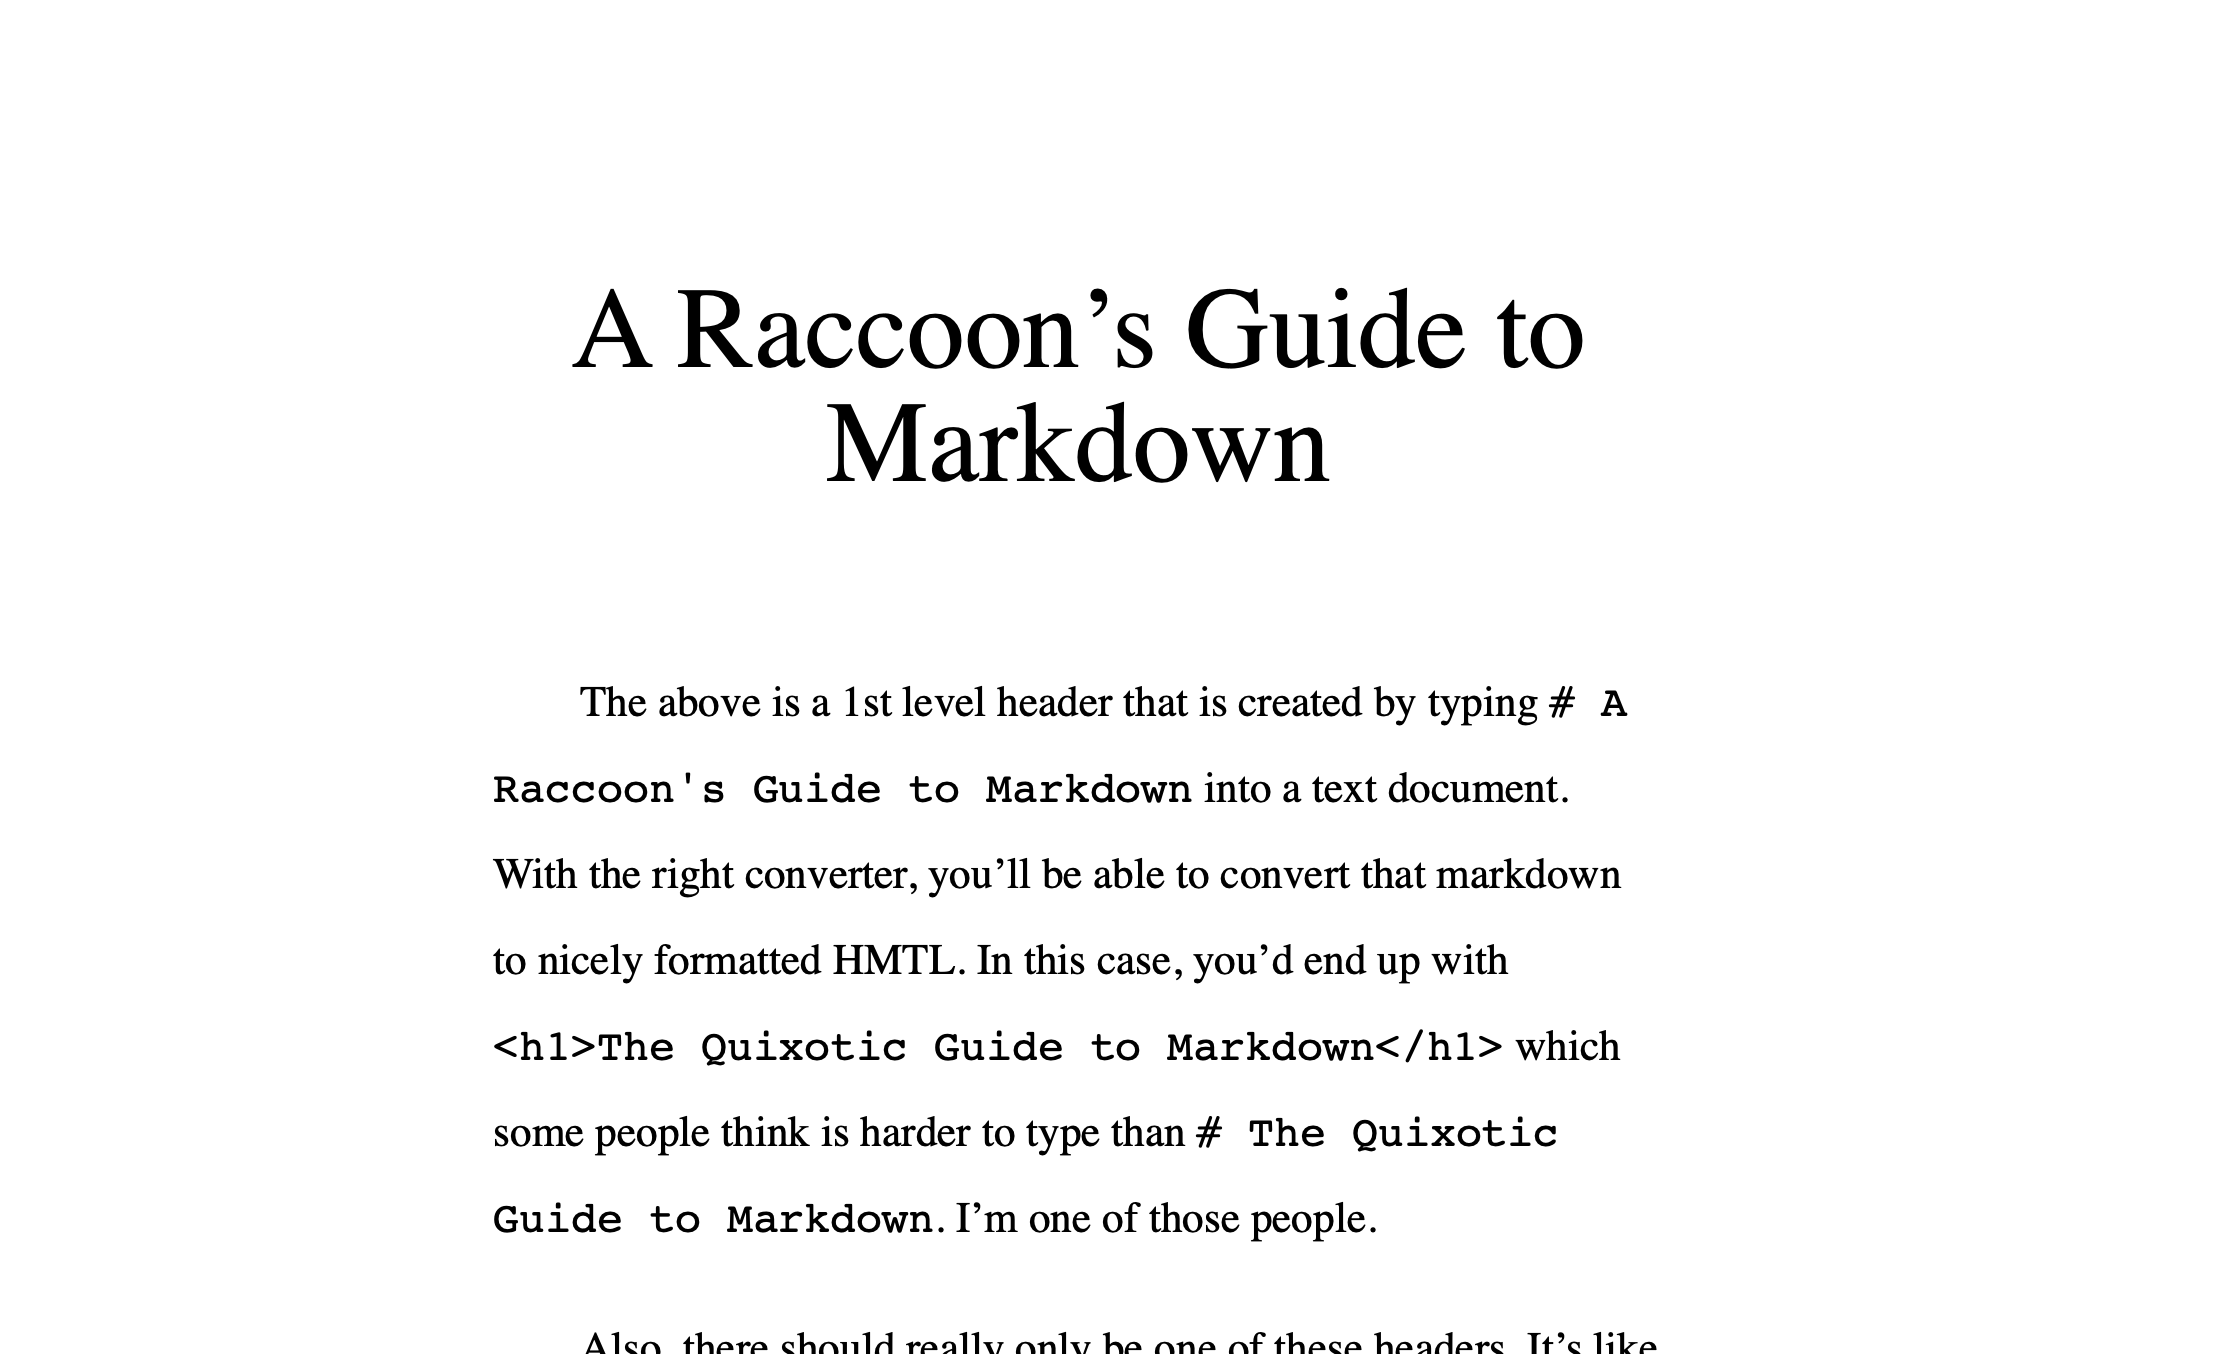 A Raccoon’s Guide to
Markdown
The above is a 1st level header that is created by typing # A
Raccoon's Guide to Markdown into a text document.
With the right converter, you’ll be able to convert that markdown
to nicely formatted HMTL. In this case, you’d end up with
<h1>The Quixotic Guide to Markdown</h1> which
some people think is harder to type than # The Quixotic
Guide to Markdown. I’m one of those people.
Also, there should really only be one of these headers. It’s like